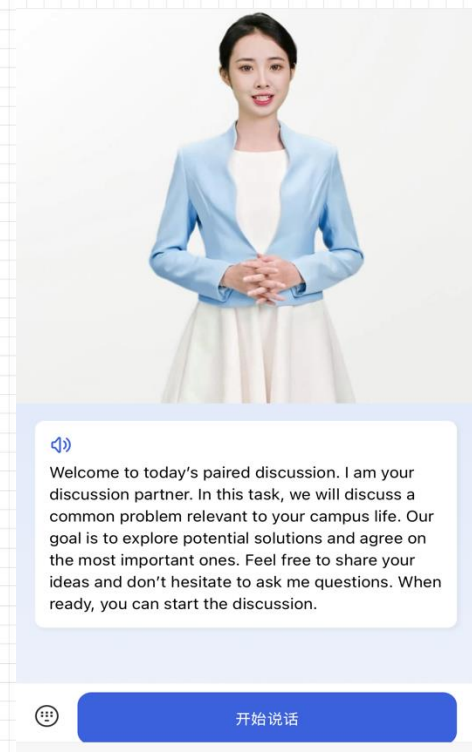 Welcome to today's paired discussion. I am your
discussion partner. In this task, we will discuss a
common problem relevant to your campus life. Our
goal is to explore potential solutions and agree on
the most important ones. Feel free to share your
ideas and don't hesitate to ask me questions. When
ready, you can start the discussion.
开始说话